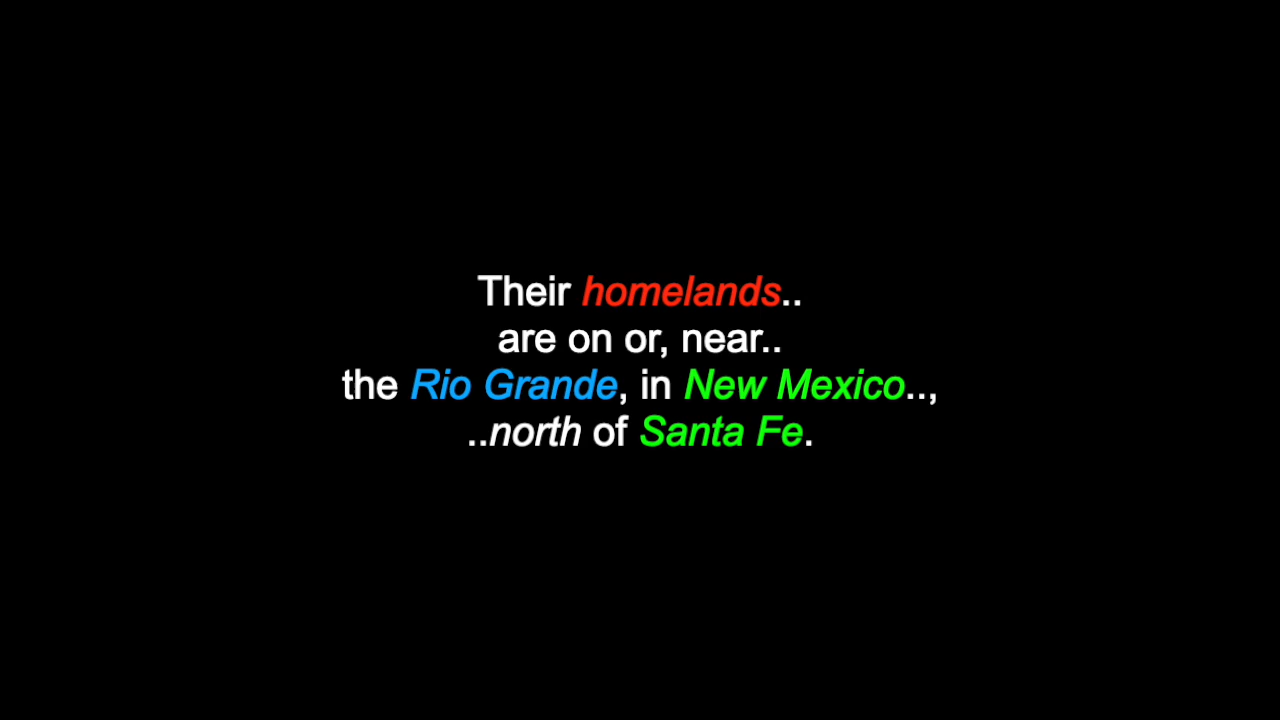 Their homelands..
are on or, near..
the Rio Grande, in New Mexico..,
..north of Santa Fe.